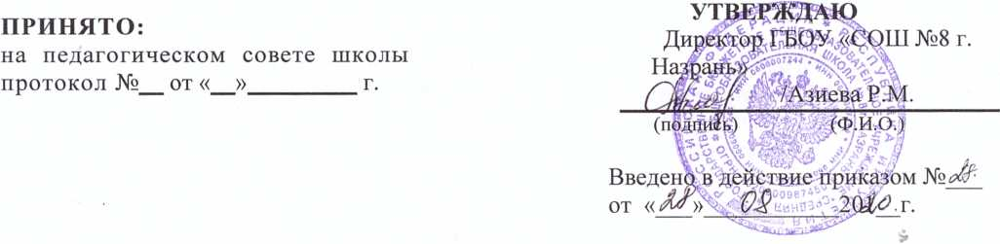 ПРИНЯТО:
на педагогическом совете школы
протокол №__ от «__»_________ г.
УТВЕРЖДАЮ
Директор ГБОУ «СОШ №8 г.
Назрань»
/Азиева Р.М.
(подпись) (Ф.И.О.)
Введено в действие приказом №28.
от «28» 08 2020 г.